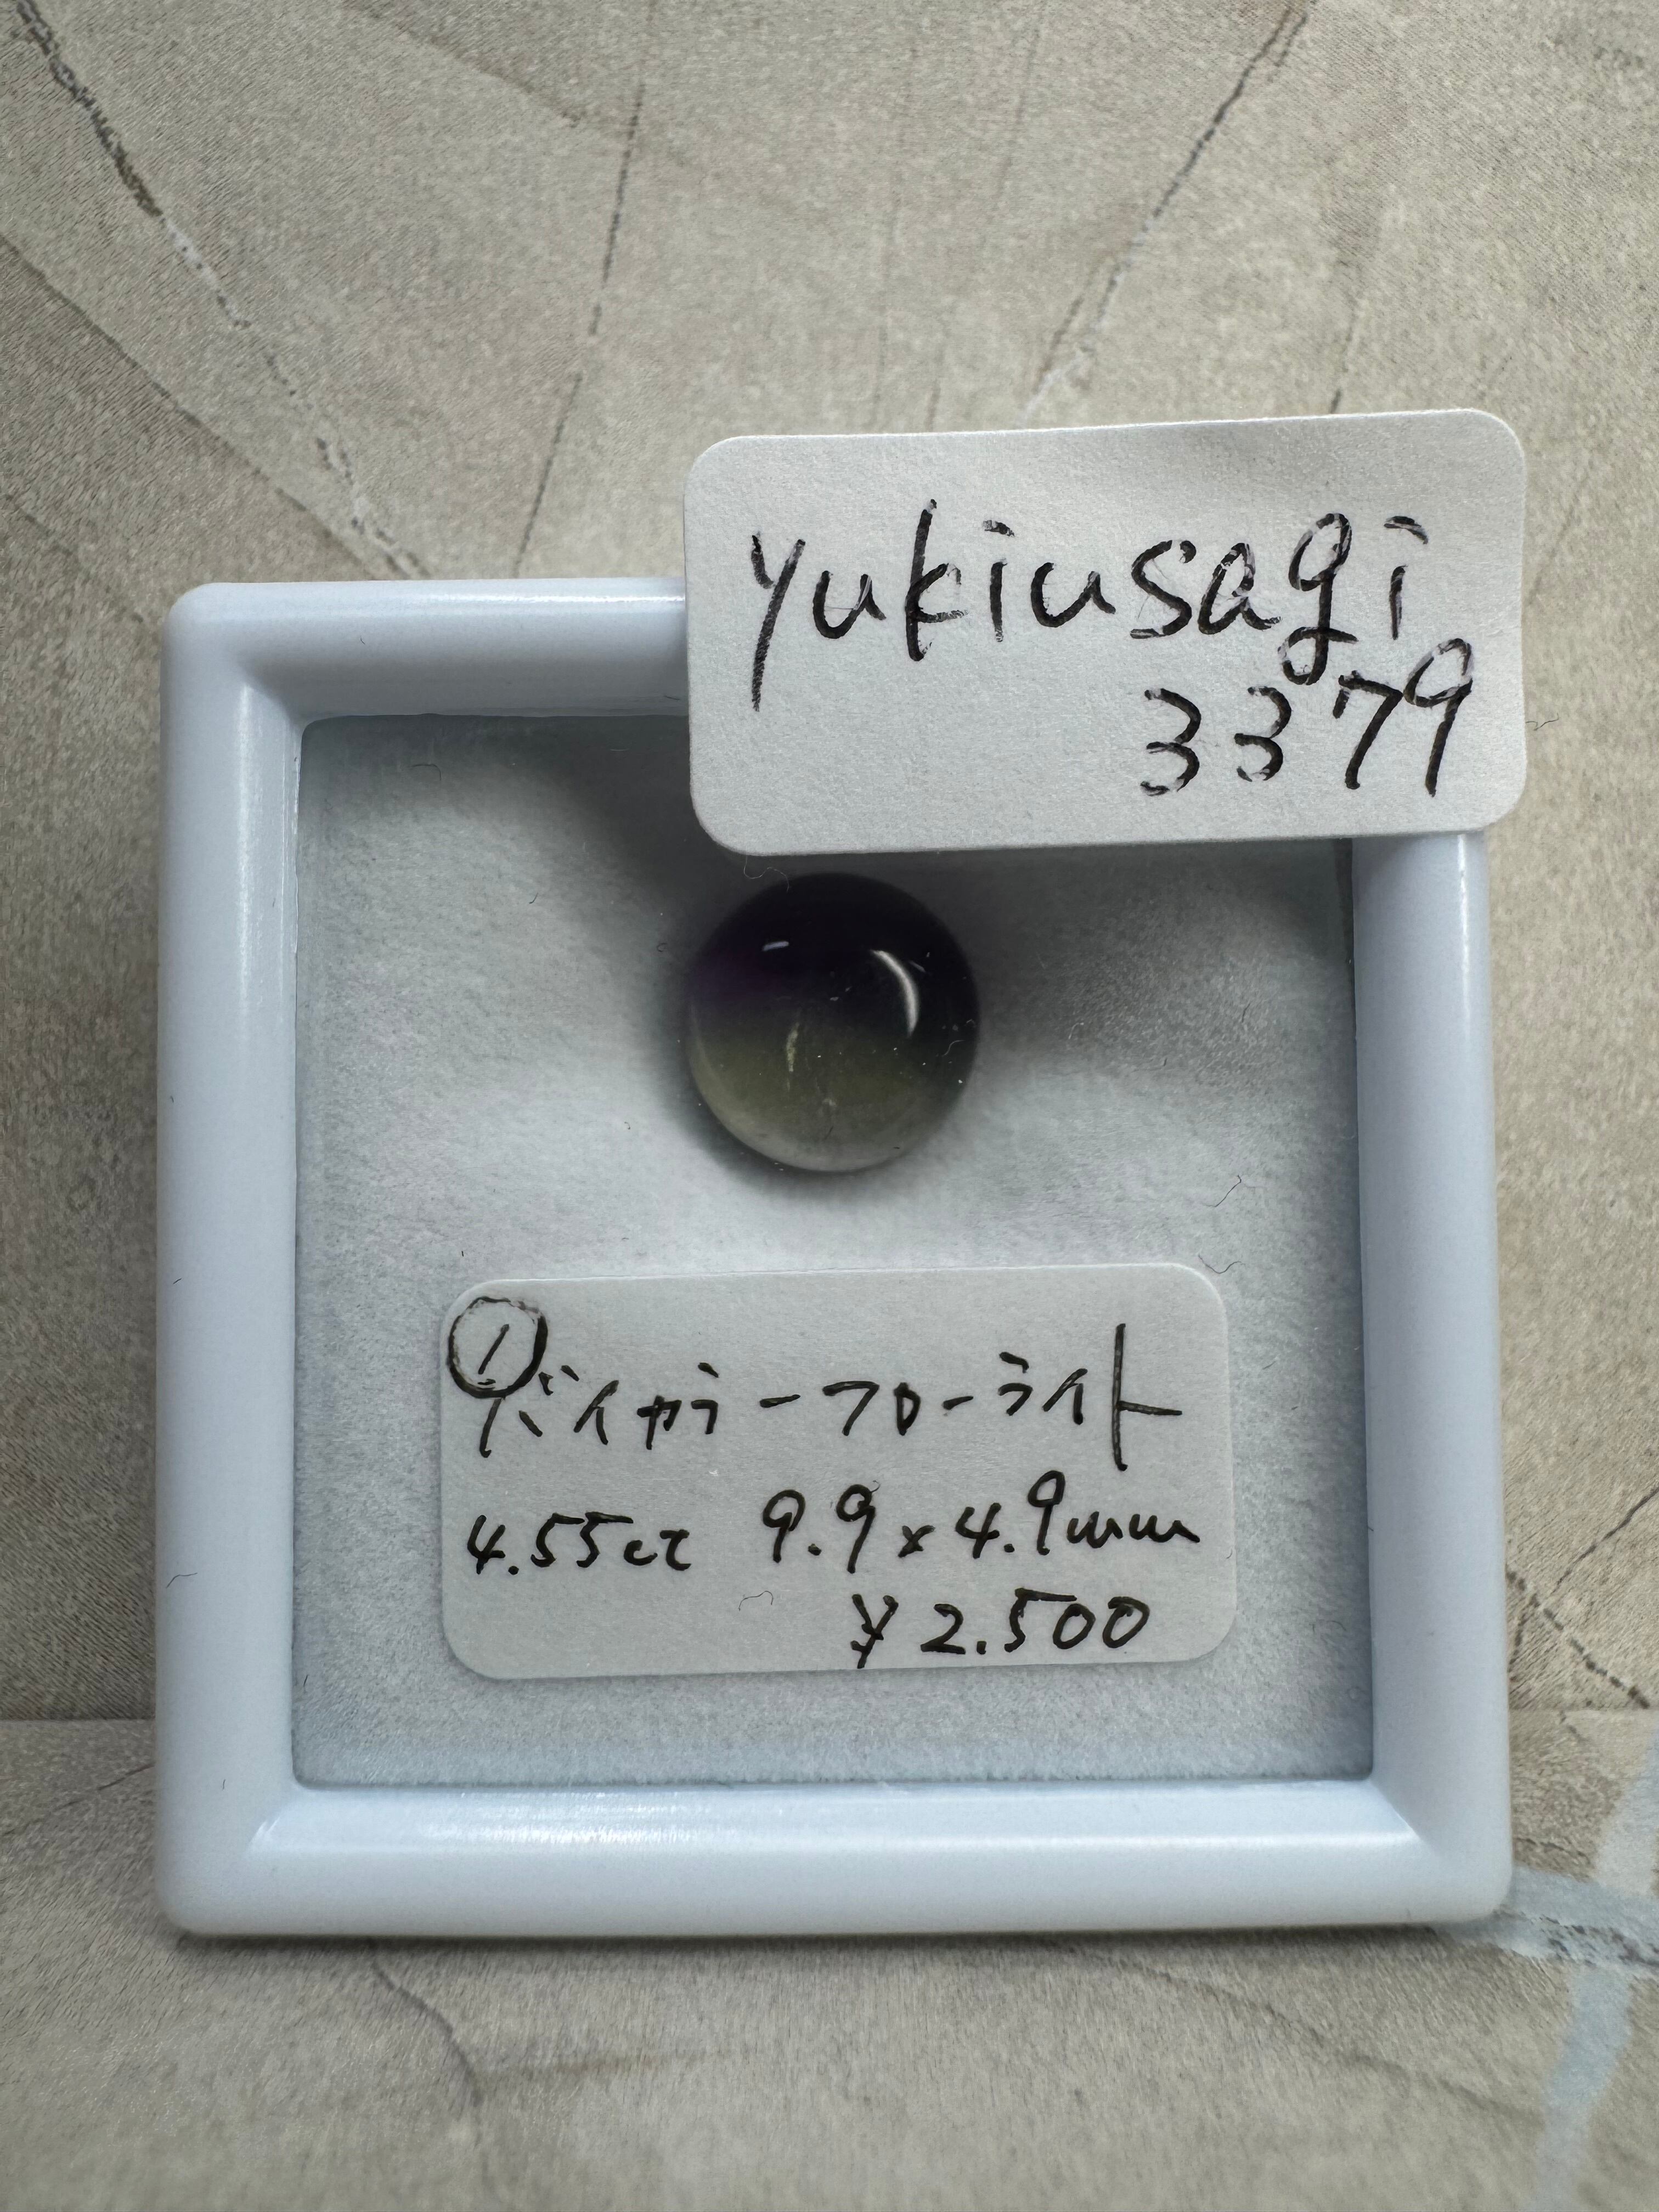 yukiusagi
3379
①
バイカラーフローライト
4.55ct 9.9×4.9mm
¥2.500